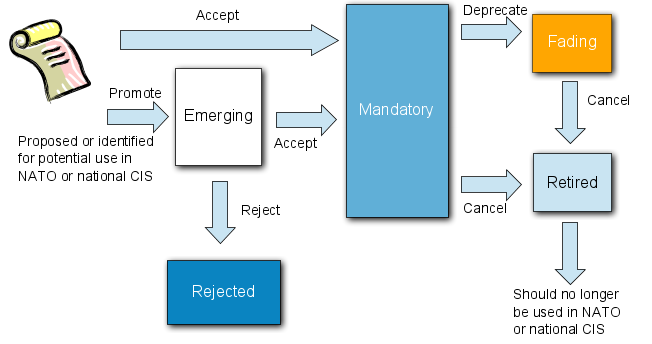 Accept
Deprecate
Fading
Promote
Emerging
Accept
Mandatory
Cancel
Proposed or identified
for potential use in
NATO or national CIS
Retired
Cancel
Reject
Rejected
Should no longer
be used in NATO
or national CIS